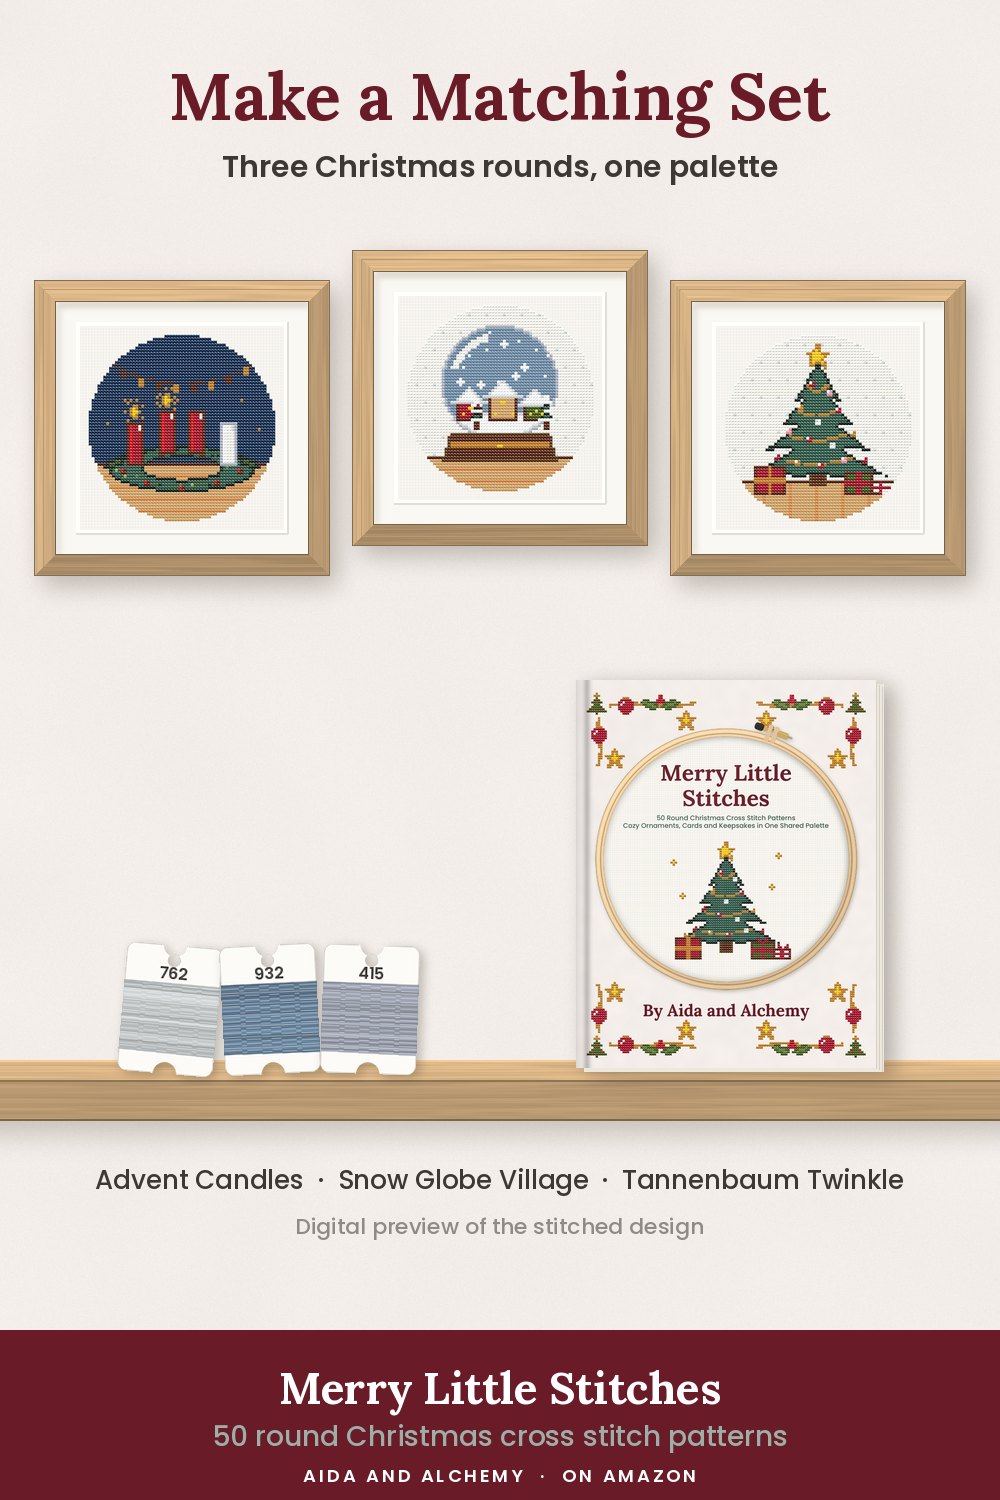 Make a Matching Set
Three Christmas rounds, one palette
Merry Little
Stitches
50 Round Christmas Cross Stitch Patterns
Cozy Ornaments, Cards and Keepsakes in One Shared Palette
By Aida and Alchemy
762
932
415
Advent Candles · Snow Globe Village · Tannenbaum Twinkle
Digital preview of the stitched design
Merry Little Stitches
50 round Christmas cross stitch patterns
AIDA AND ALCHEMY · ON AMAZON